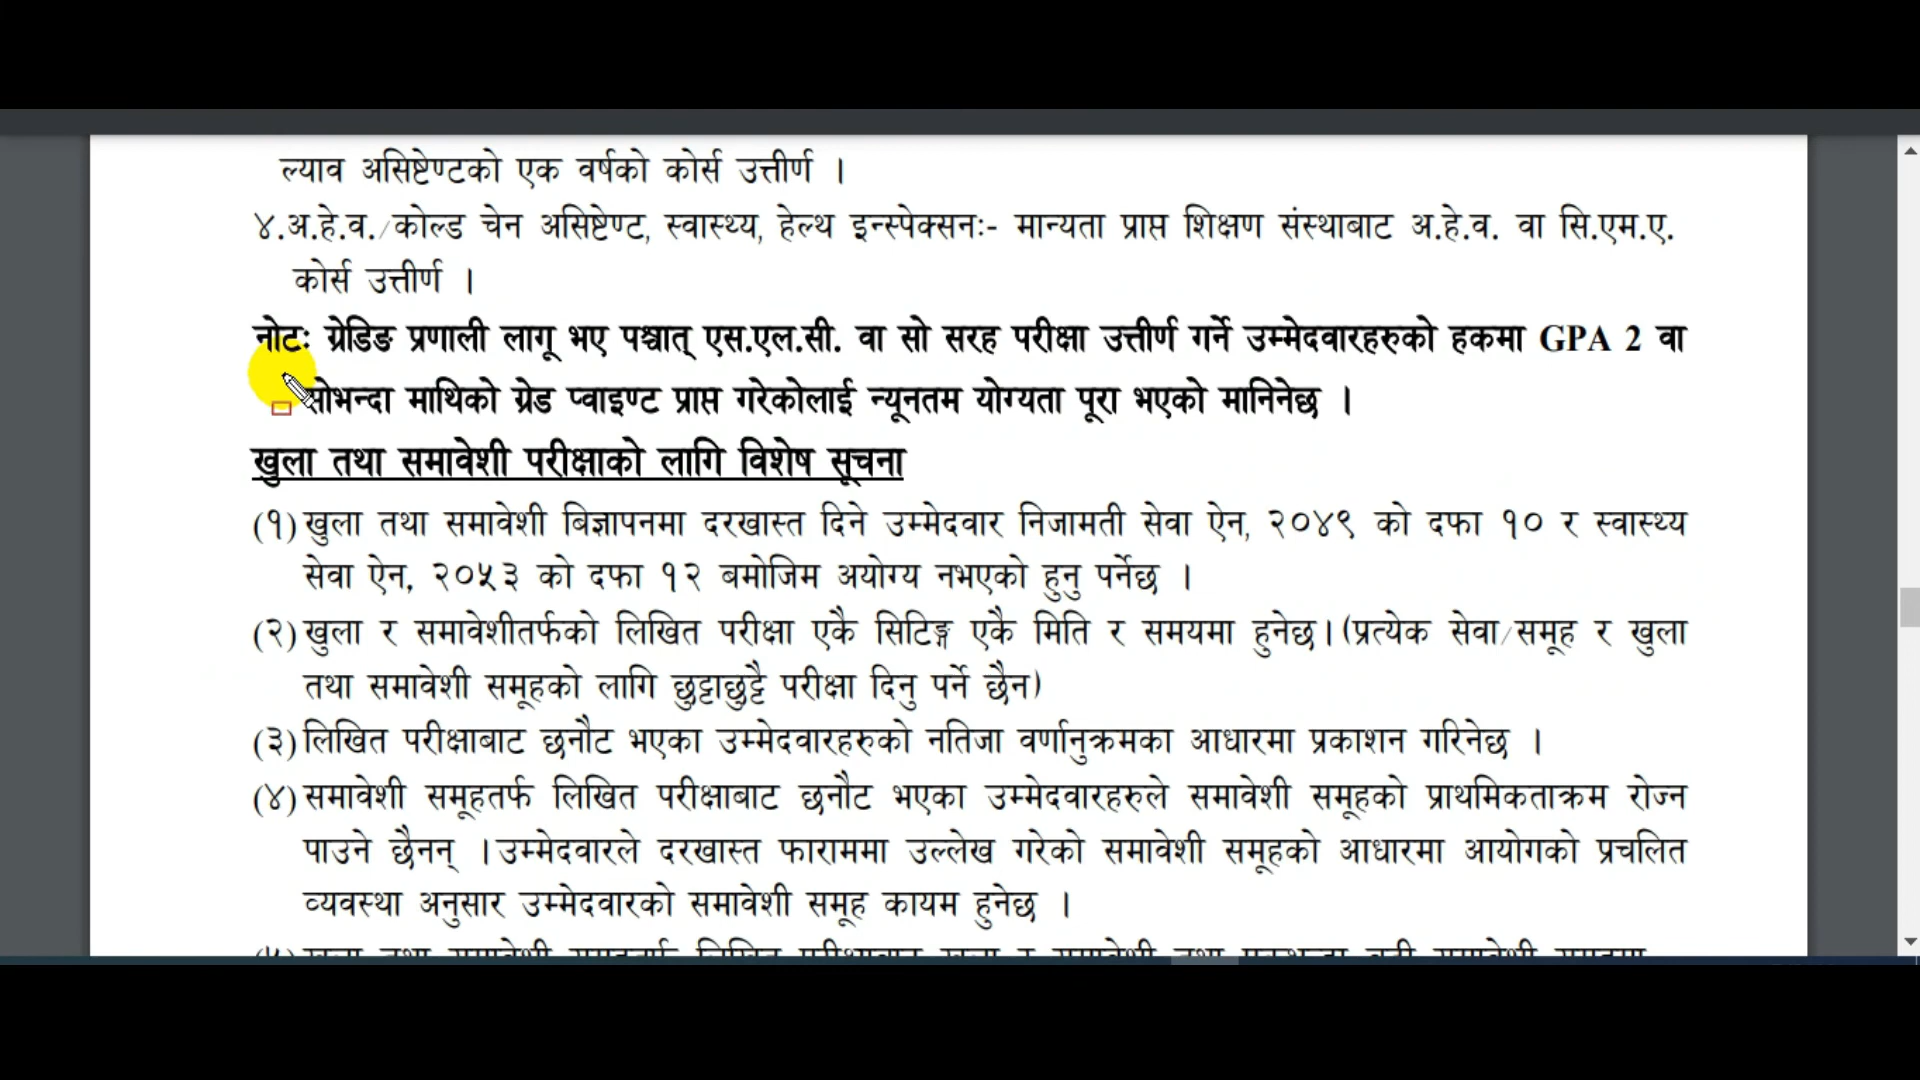 ल्याव असिष्टेण्टको एक वर्षको कोर्स उत्तीर्ण ।
४.अ.हे.व./कोल्ड चेन असिष्टेण्ट, स्वास्थ्य, हेल्थ इन्स्पेक्सनः- मान्यता प्राप्त शिक्षण संस्थाबाट अ.हे.व. वा सि.एम.ए.
कोर्स उत्तीर्ण ।
नोटः ग्रेडिङ प्रणाली लागू भए पश्चात् एस.एल.सी. वा सो सरह परीक्षा उत्तीर्ण गर्ने उम्मेदवारहरुको हकमा GPA 2 वा
सोभन्दा माथिको ग्रेड प्वाइण्ट प्राप्त गरेकोलाई न्यूनतम योग्यता पूरा भएको मानिनेछ ।
खुला तथा समावेशी परीक्षाको लागि विशेष सूचना
(१) खुला तथा समावेशी बिज्ञापनमा दरखास्त दिने उम्मेदवार निजामती सेवा ऐन, २०४९ को दफा १० र स्वास्थ्य
सेवा ऐन, २०५३ को दफा १२ बमोजिम अयोग्य नभएको हुनु पर्नेछ ।
(२) खुला र समावेशीतर्फको लिखित परीक्षा एकै सिटिङ्ग एकै मिति र समयमा हुनेछ। (प्रत्येक सेवा/समूह र खुला
तथा समावेशी समूहको लागि छुट्टाछुट्टै परीक्षा दिनु पर्ने छैन)
(३) लिखित परीक्षाबाट छनौट भएका उम्मेदवारहरुको नतिजा वर्णानुक्रमका आधारमा प्रकाशन गरिनेछ ।
(४) समावेशी समूहतर्फ लिखित परीक्षाबाट छनौट भएका उम्मेदवारहरुले समावेशी समूहको प्राथमिकताक्रम रोज्न
पाउने छैनन् । उम्मेदवारले दरखास्त फाराममा उल्लेख गरेको समावेशी समूहको आधारमा आयोगको प्रचलित
व्यवस्था अनुसार उम्मेदवारको समावेशी समूह कायम हुनेछ ।